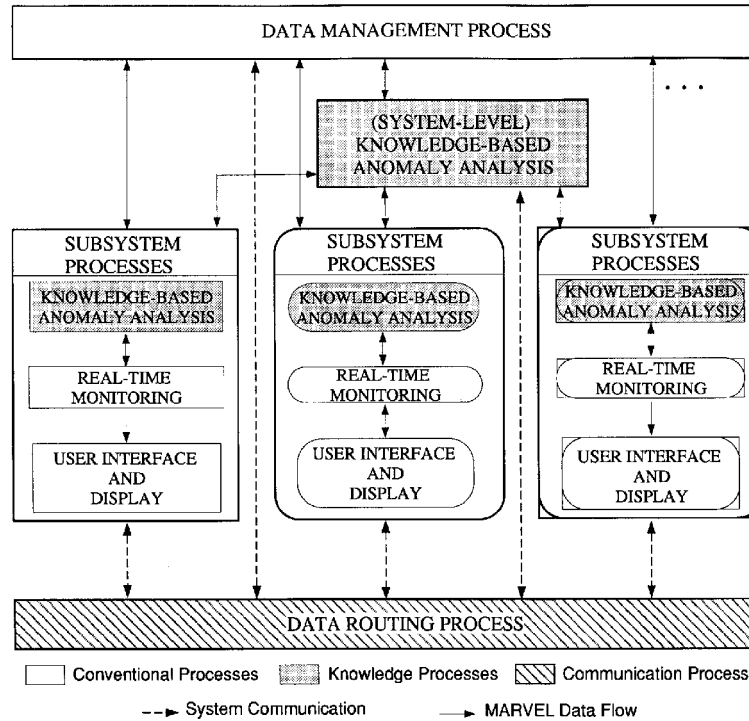 DATA MANAGEMENT PROCESS
. . .
(SYSTEM-LEVEL)
KNOWLEDGE-BASED
ANOMALY ANALYSIS
SUBSYSTEM
PROCESSES
KNOWLEDGE-BASED
ANOMALY ANALYSIS
REAL-TIME
MONITORING
USER INTERFACE
AND
DISPLAY
SUBSYSTEM
PROCESSES
KNOWLEDGE-BASED
ANOMALY ANALYSIS
REAL-TIME
MONITORING
USER INTERFACE
AND
DISPLAY
SUBSYSTEM
PROCESSES
KNOWLEDGE-BASED
ANOMALY ANALYSIS
REAL-TIME
MONITORING
USER INTERFACE
AND
DISPLAY
DATA ROUTING PROCESS
Conventional Processes Knowledge Processes Communication Process
System Communication MARVEL Data Flow